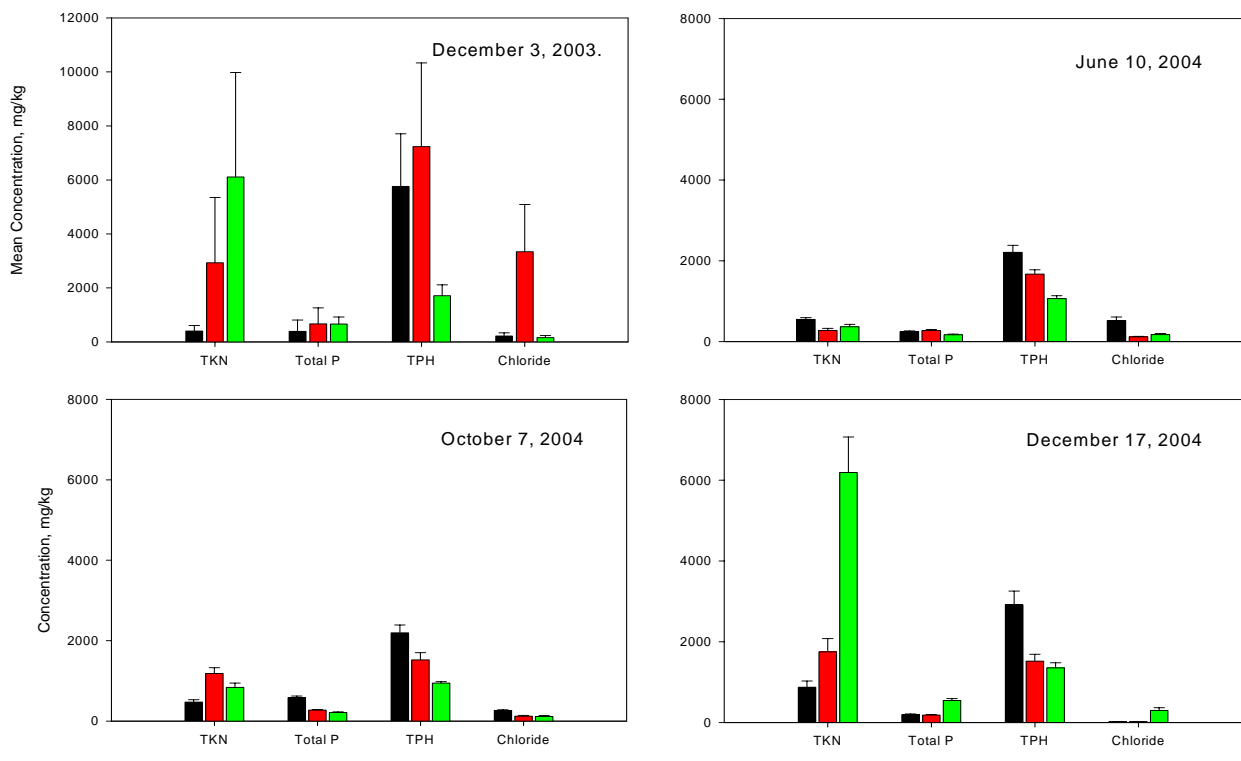 December 3, 2003.
Mean Concentration, mg/kg
12000
10000
8000
6000
4000
2000
0
TKN Total P TPH Chloride
June 10, 2004
8000
6000
4000
2000
0
TKN Total P TPH Chloride
October 7, 2004
Concentration, mg/kg
8000
6000
4000
2000
0
TKN Total P TPH Chloride
December 17, 2004
8000
6000
4000
2000
0
TKN Total P TPH Chloride